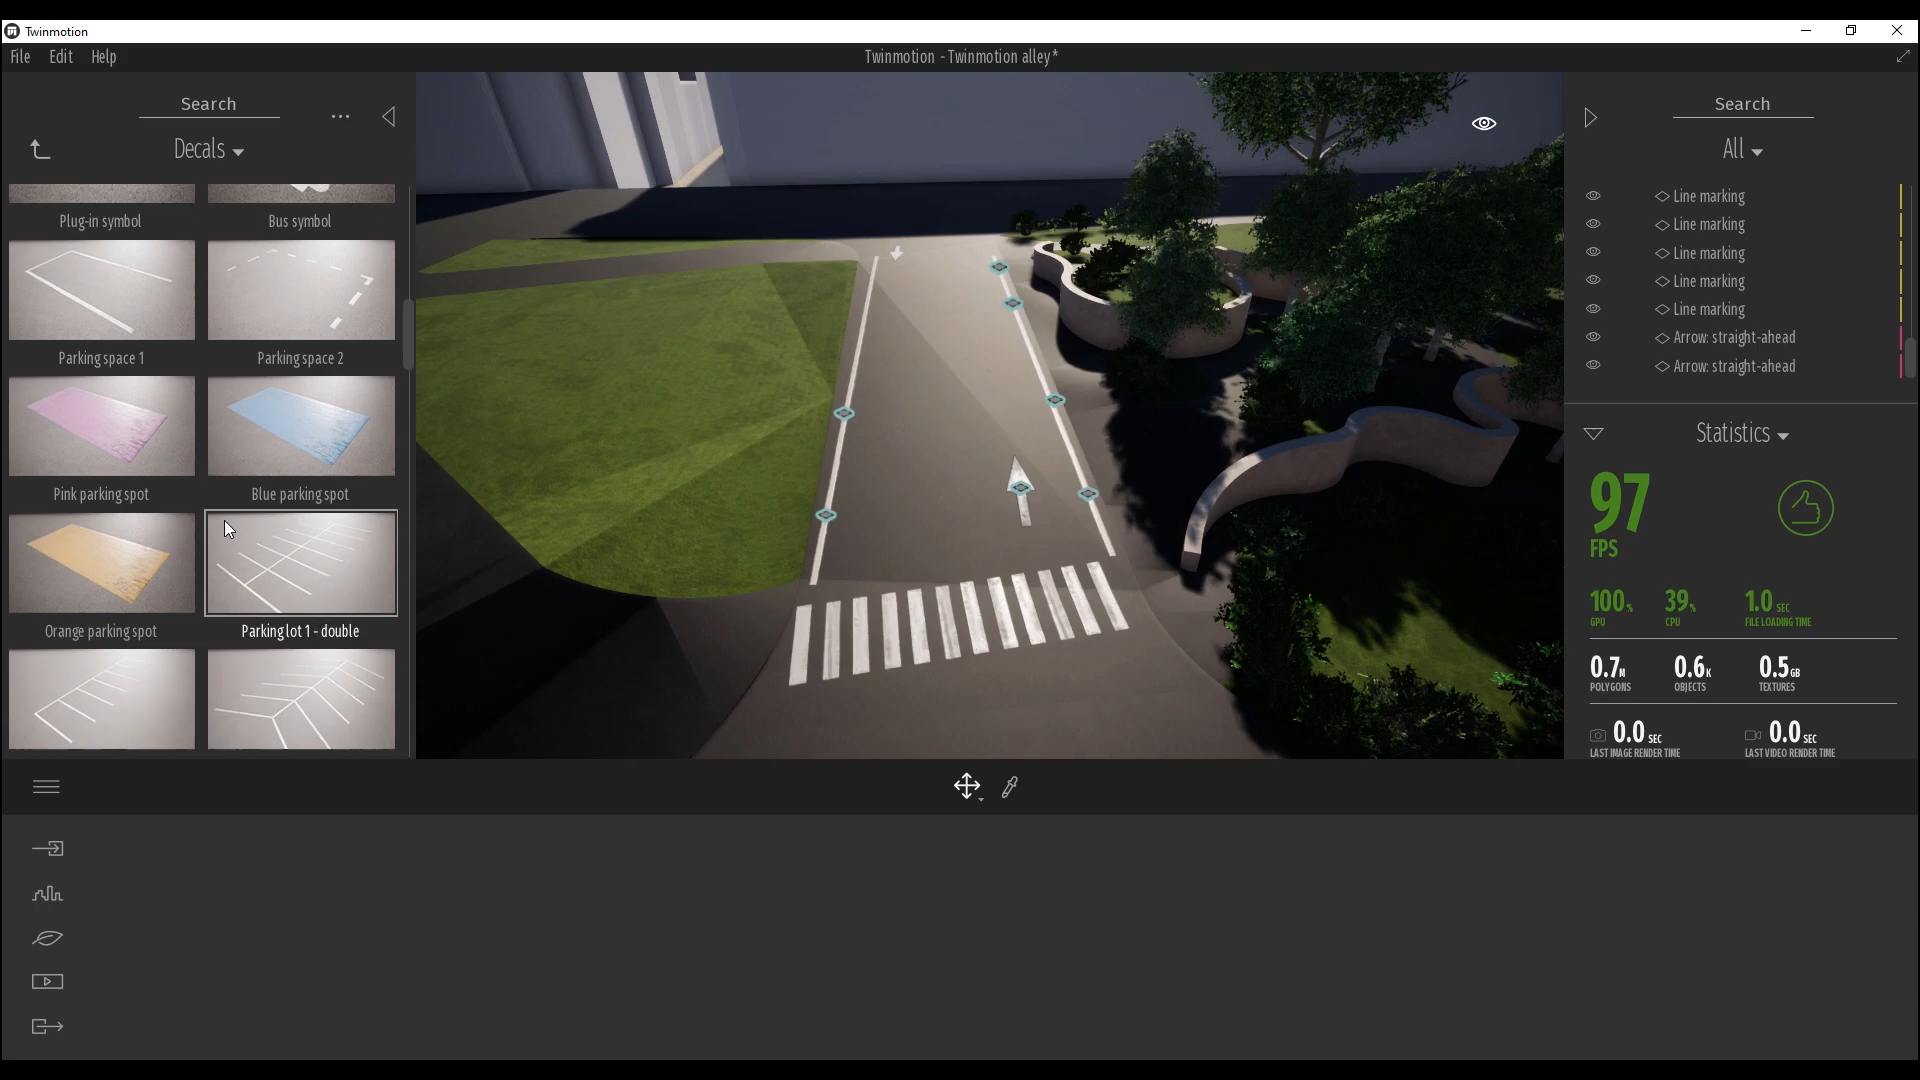 Twinmotion
File Edit Help
Twinmotion - Twinmotion alley*
Search
...
Decals
Plug-in symbol
Bus symbol
Parking space 1
Parking space 2
Pink parking spot
Blue parking spot
Orange parking spot
Parking lot 1 - double
Search
All
Line marking
Line marking
Line marking
Line marking
Line marking
Arrow: straight-ahead
Arrow: straight-ahead
Statistics
97
FPS
100% 39% 1.0 SEC
GPU CPU FILE LOADING TIME
0.7M 0.6K 0.5GB
POLYGONS OBJECTS TEXTURES
0.0 SEC 0.0 SEC
LAST IMAGE RENDER TIME LAST VIDEO RENDER TIME